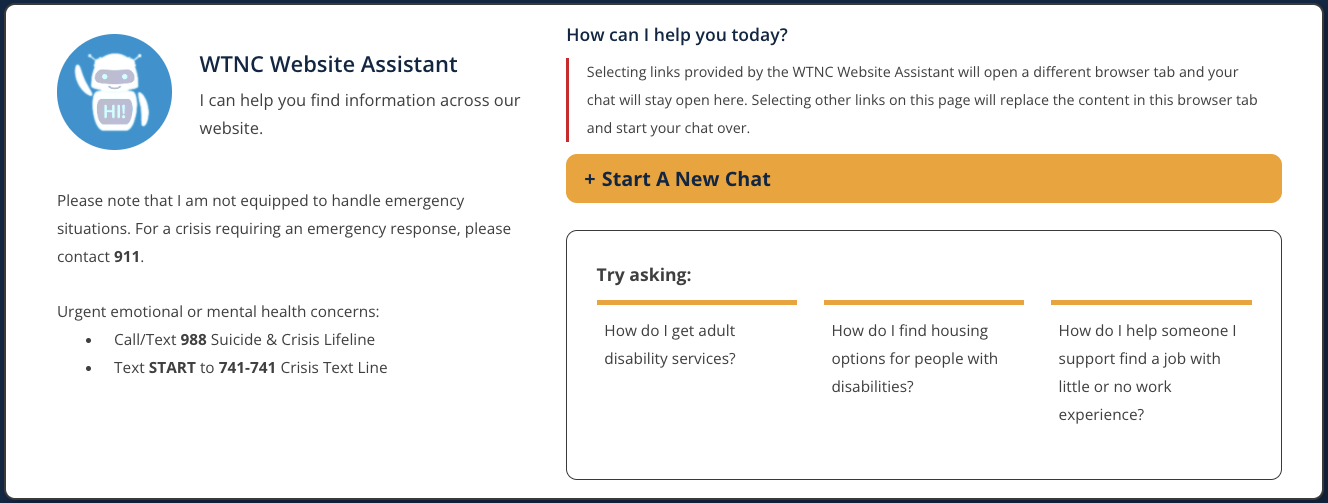 HI!
WTNC Website Assistant
I can help you find information across our
website.
Please note that I am not equipped to handle emergency
situations. For a crisis requiring an emergency response, please
contact 911.
Urgent emotional or mental health concerns:
• Call/Text 988 Suicide & Crisis Lifeline
• Text START to 741-741 Crisis Text Line
How can I help you today?
Selecting links provided by the WTNC Website Assistant will open a different browser tab and your
chat will stay open here. Selecting other links on this page will replace the content in this browser tab
and start your chat over.
+ Start A New Chat
Try asking:
How do I get adult
disability services?
How do I find housing
options for people with
disabilities?
How do I help someone I
support find a job with
little or no work
experience?